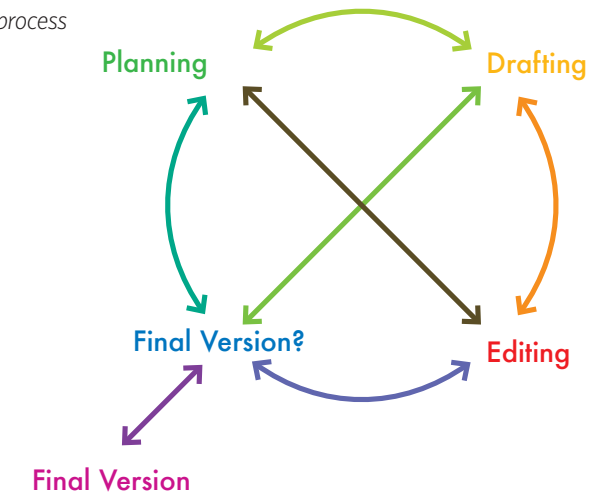 process
Planning
Drafting
Final Version?
Editing
Final Version